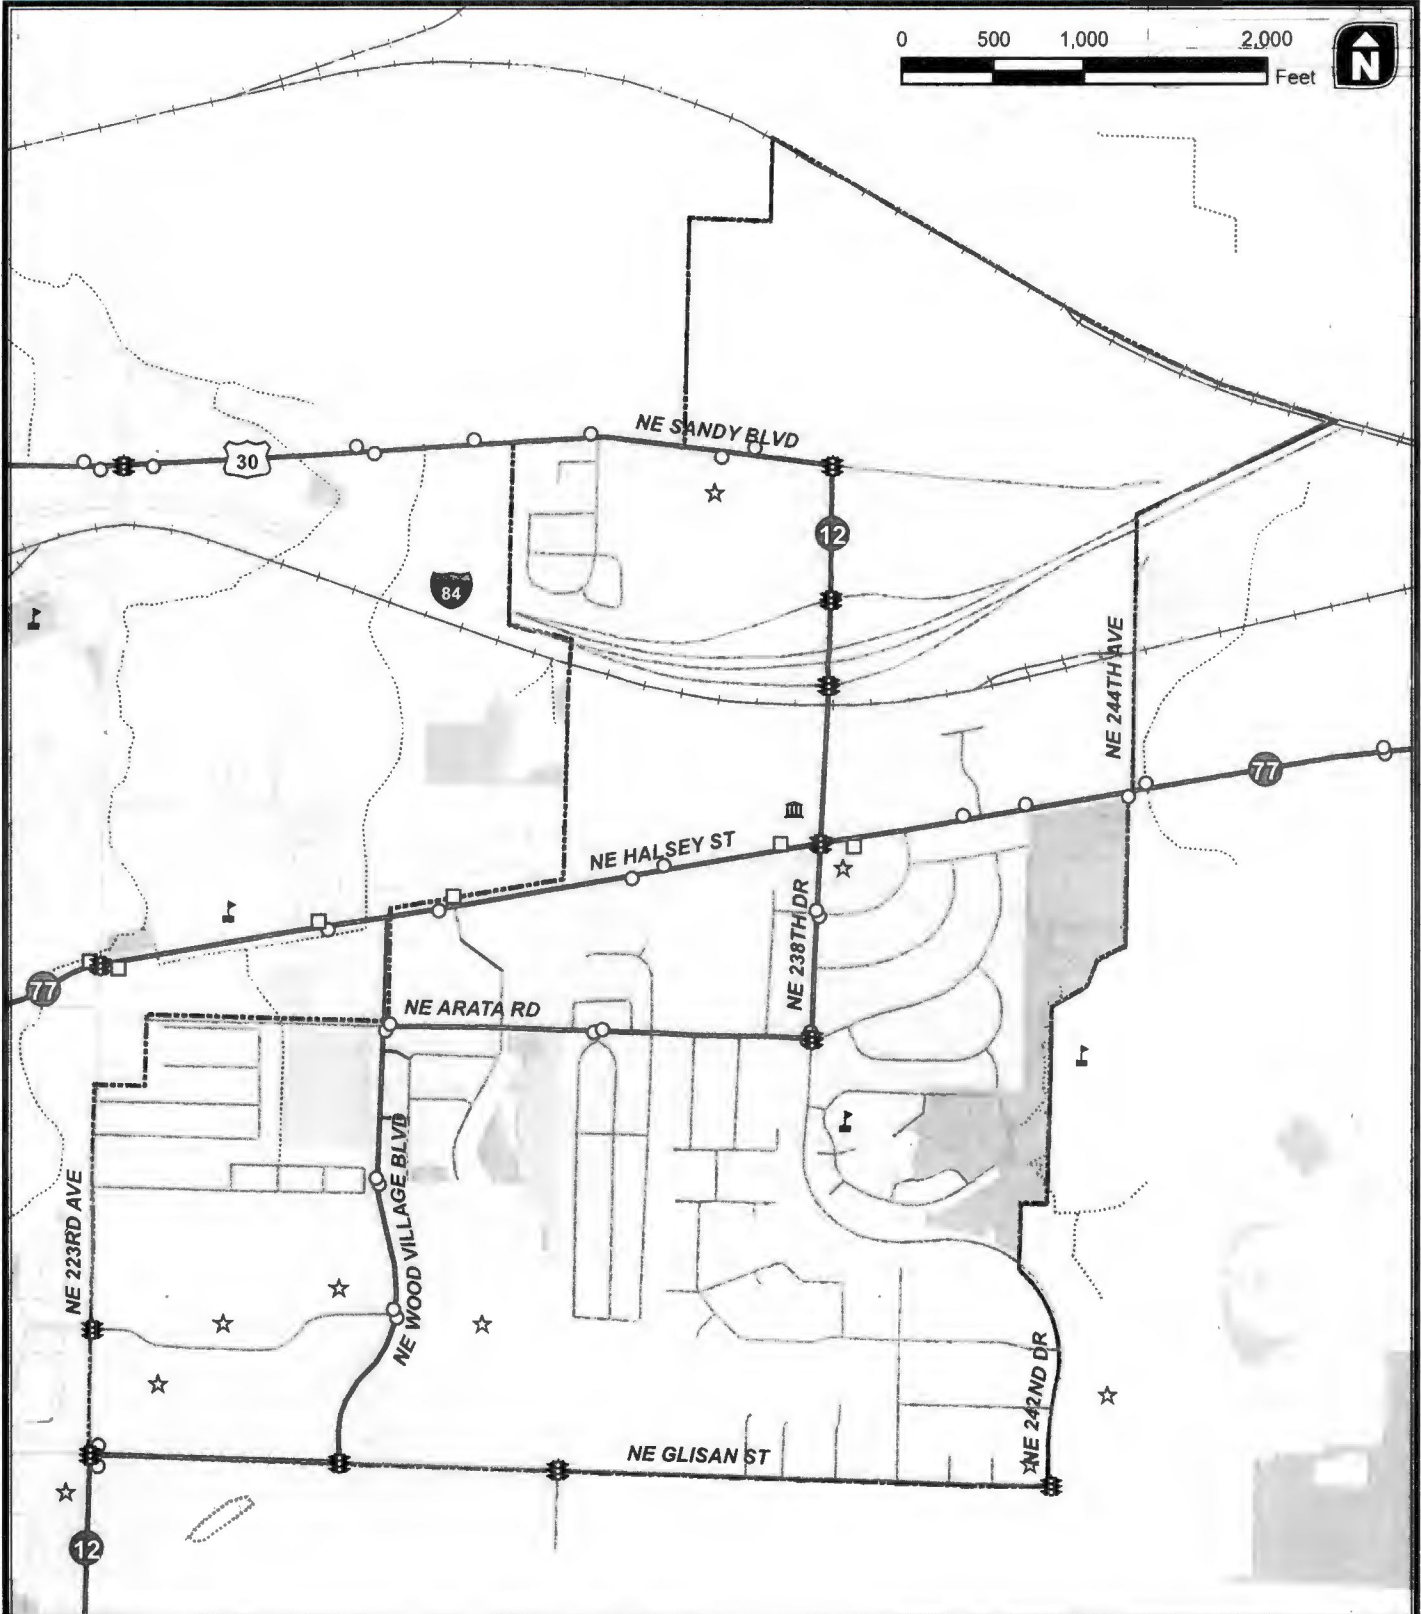 0 500 1,000 2,000
Feet
N
NE SANDY BLVD
30
12
84
NE 244TH AVE
77
NE HALSEY ST
NE 238TH DR
77
NE ARATA RD
NE WOOD VILLAGE BLVD
NE 223RD AVE
NE 242ND DR
NE GLISAN ST
12